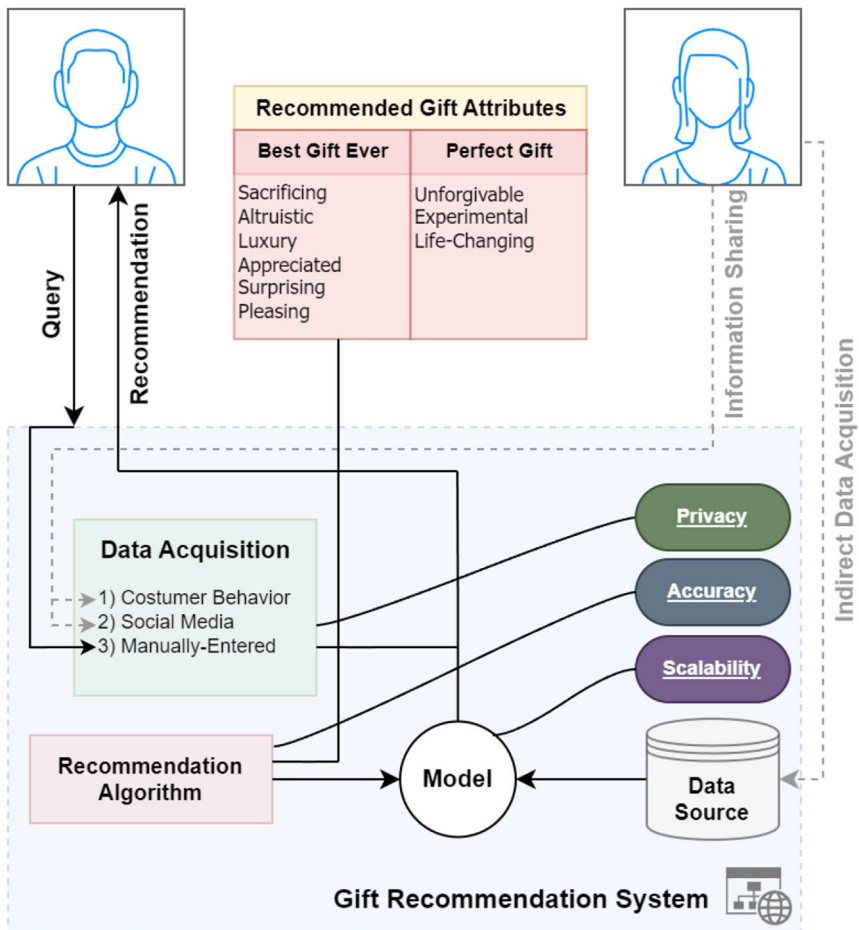 Recommended Gift Attributes
Best Gift Ever
Perfect Gift
Sacrificing
Altruistic
Luxury
Appreciated
Surprising
Pleasing
Unforgivable
Experimental
Life-Changing
Query
Recommendation
Information Sharing
Indirect Data Acquisition
Data Acquisition
1) Costumer Behavior
2) Social Media
3) Manually-Entered
Privacy
Accuracy
Scalability
Recommendation
Algorithm
Model
Data
Source
Gift Recommendation System